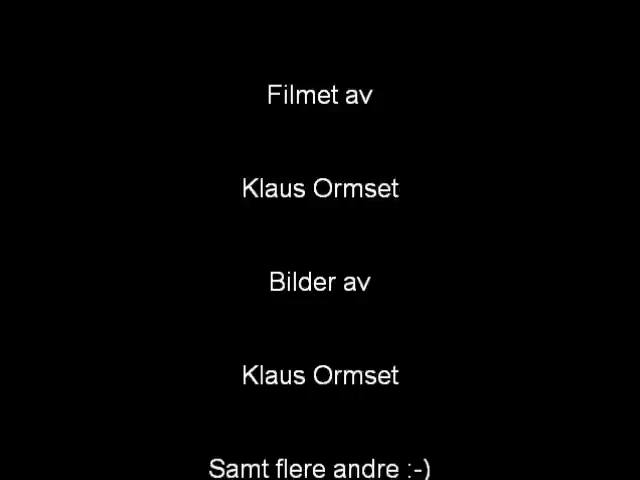 Filmet av
Klaus Ormset
Bilder av
Klaus Ormset
Samt flere andre :-)